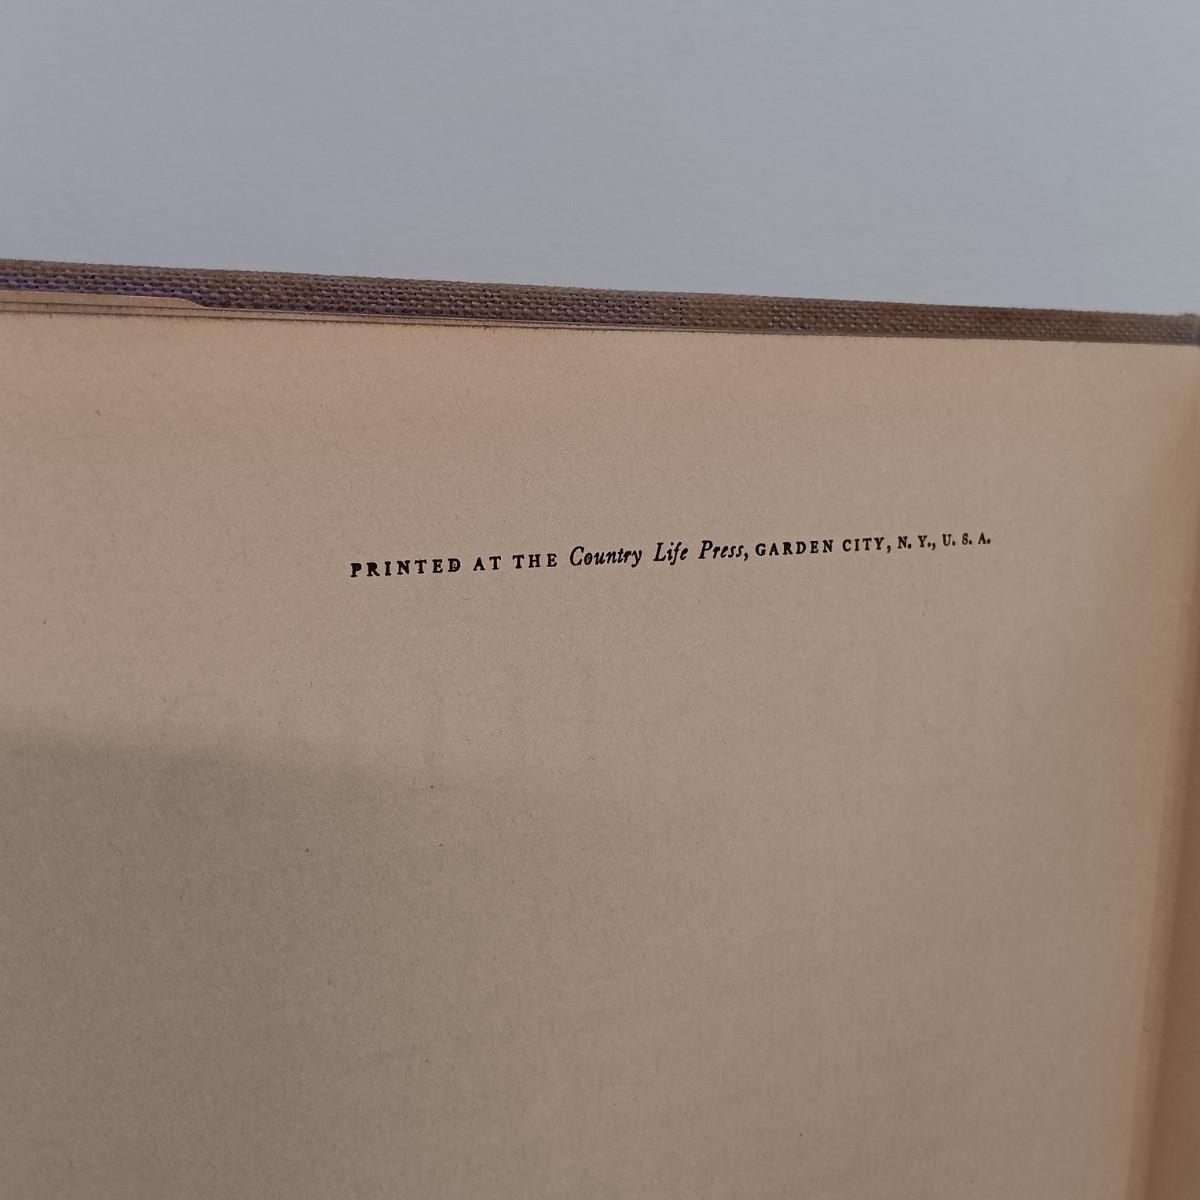 PRINTED AT THE Country Life Press, GARDEN CITY, N. Y., U. S. A.